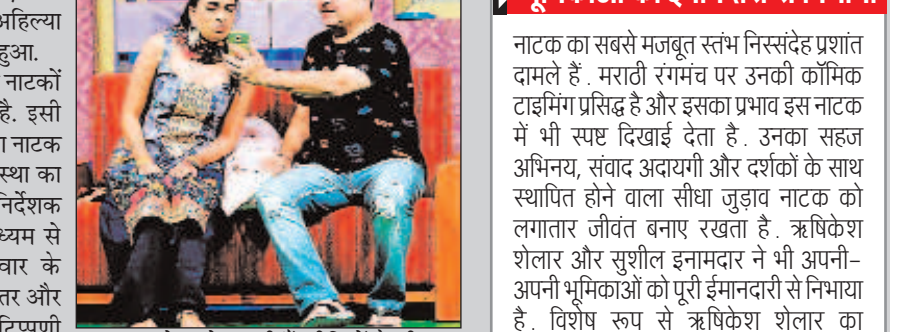 अहिल्या
हुआ.
नाटकों
है. इसी
नाटक
स्था का
निर्देशक
ध्यम से
वार के
तर और
टिप्पणी
नाटक का सबसे मजबूत स्तंभ निस्संदेह प्रशांत
दामले हैं . मराठी रंगमंच पर उनकी कॉमिक
टाइमिंग प्रसिद्ध है और इसका प्रभाव इस नाटक
में भी स्पष्ट दिखाई देता है . उनका सहज
अभिनय, संवाद अदायगी और दर्शकों के साथ
स्थापित होने वाला सीधा जुड़ाव नाटक को
लगातार जीवंत बनाए रखता है . ऋषिकेश
शेलार और सुशील इनामदार ने भी अपनी-
अपनी भूमिकाओं को पूरी ईमानदारी से निभाया
है . विशेष रूप से ऋषिकेश शेलार का